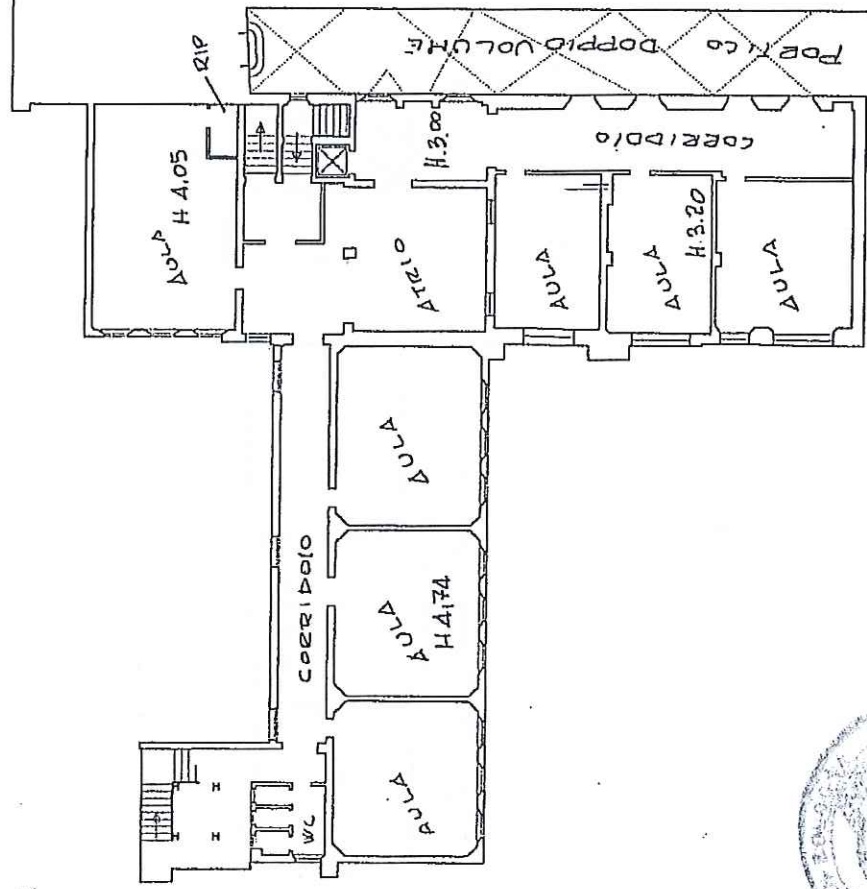 PORTICO DOPPIO VOLUME
RIP
AULA
H 4.05
H. 3.00
CORRIDOIO
ATRIO
AULA
AULA
H. 3.20
AULA
AULA
CORRIDOIO
AULA
H 4,74
AULA
WC